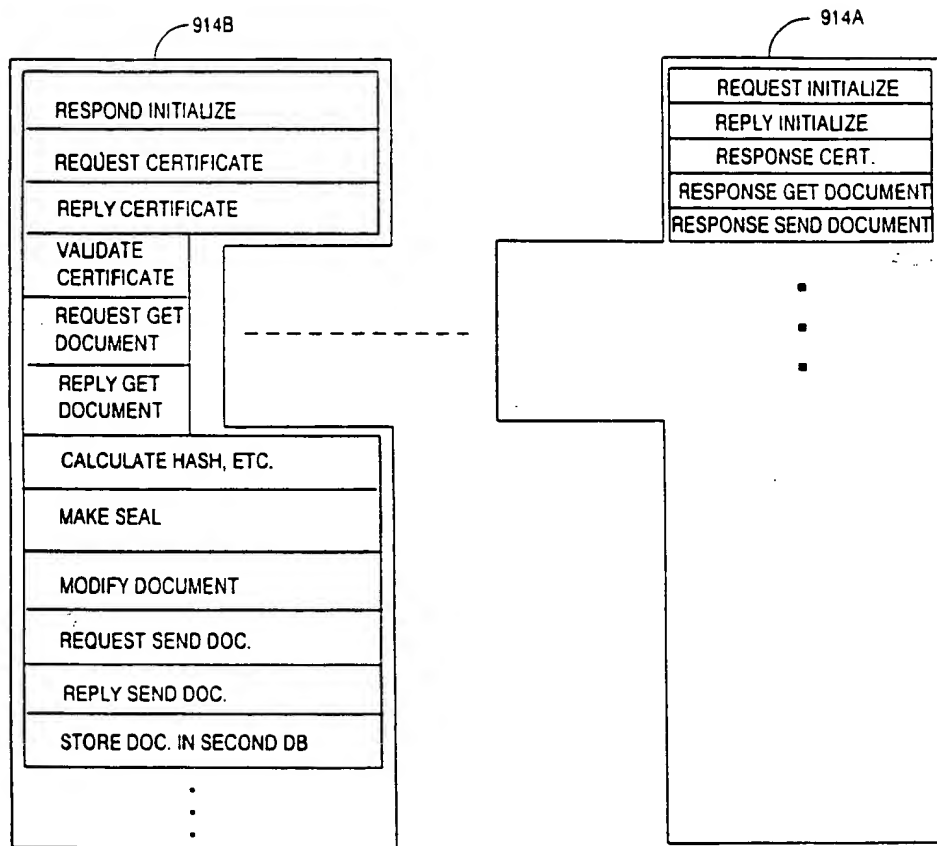 914B
RESPOND INITIALIZE
REQUEST CERTIFICATE
REPLY CERTIFICATE
VALIDATE
CERTIFICATE
REQUEST GET
DOCUMENT
REPLY GET
DOCUMENT
CALCULATE HASH, ETC.
MAKE SEAL
MODIFY DOCUMENT
REQUEST SEND DOC.
REPLY SEND DOC.
STORE DOC. IN SECOND DB
914A
REQUEST INITIALIZE
REPLY INITIALIZE
RESPONSE CERT.
RESPONSE GET DOCUMENT
RESPONSE SEND DOCUMENT